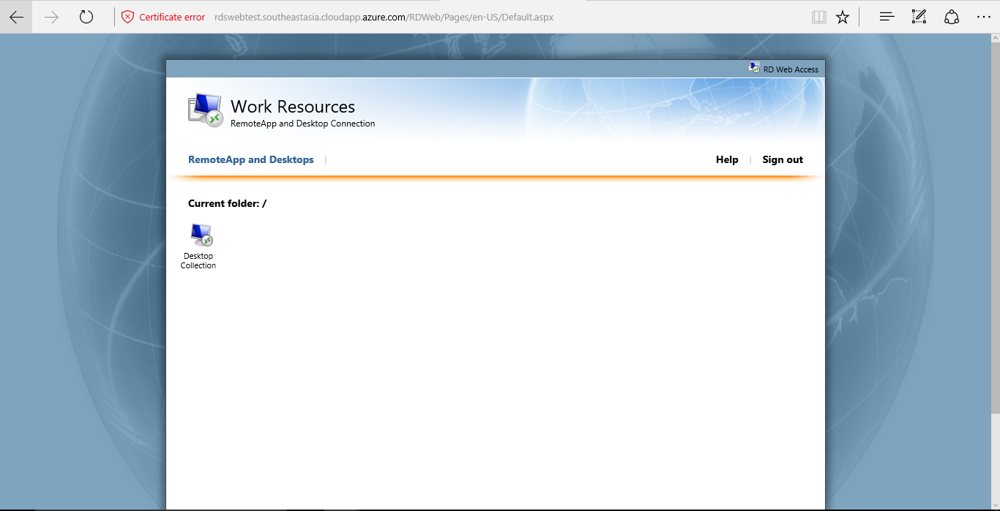 Certificate error rdswebtest.southeastasia.cloudapp.azure.com/RDWeb/Pages/en-US/Default.aspx
RD Web Access
Work Resources
RemoteApp and Desktop Connection
RemoteApp and Desktops | Help | Sign out
Current folder: /
Desktop
Collection